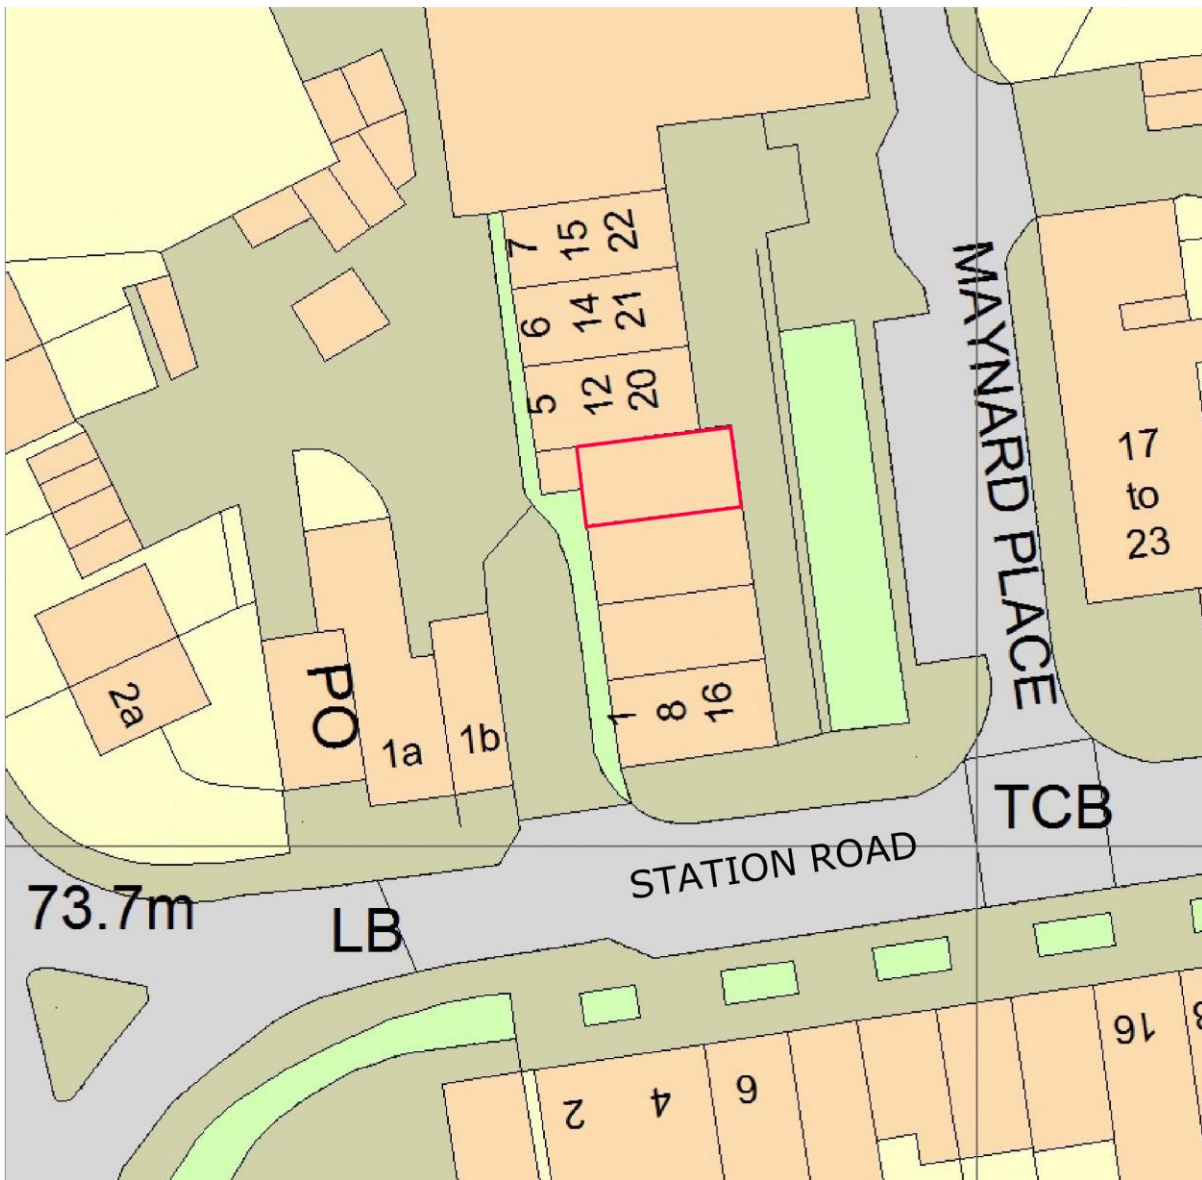 7 15 22
6 14 21
5 12 20
MAYNARD PLACE
17
to
23
2a
PO
1a
1b
1 8 16
TCB
STATION ROAD
73.7m
LB
2
4
6
16